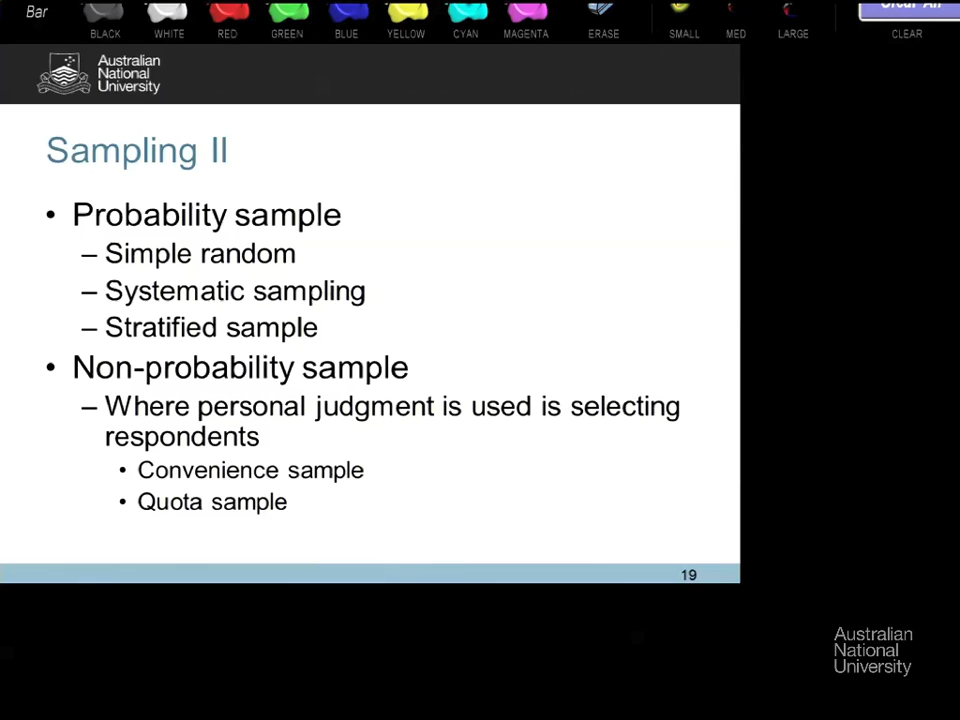 Bar
BLACK WHITE RED GREEN BLUE YELLOW CYAN MAGENTA ERASE SMALL MED LARGE CLEAR
Australian
National
University
Sampling II
• Probability sample
– Simple random
– Systematic sampling
– Stratified sample
• Non-probability sample
– Where personal judgment is used is selecting
respondents
• Convenience sample
• Quota sample
19
Australian
National
University